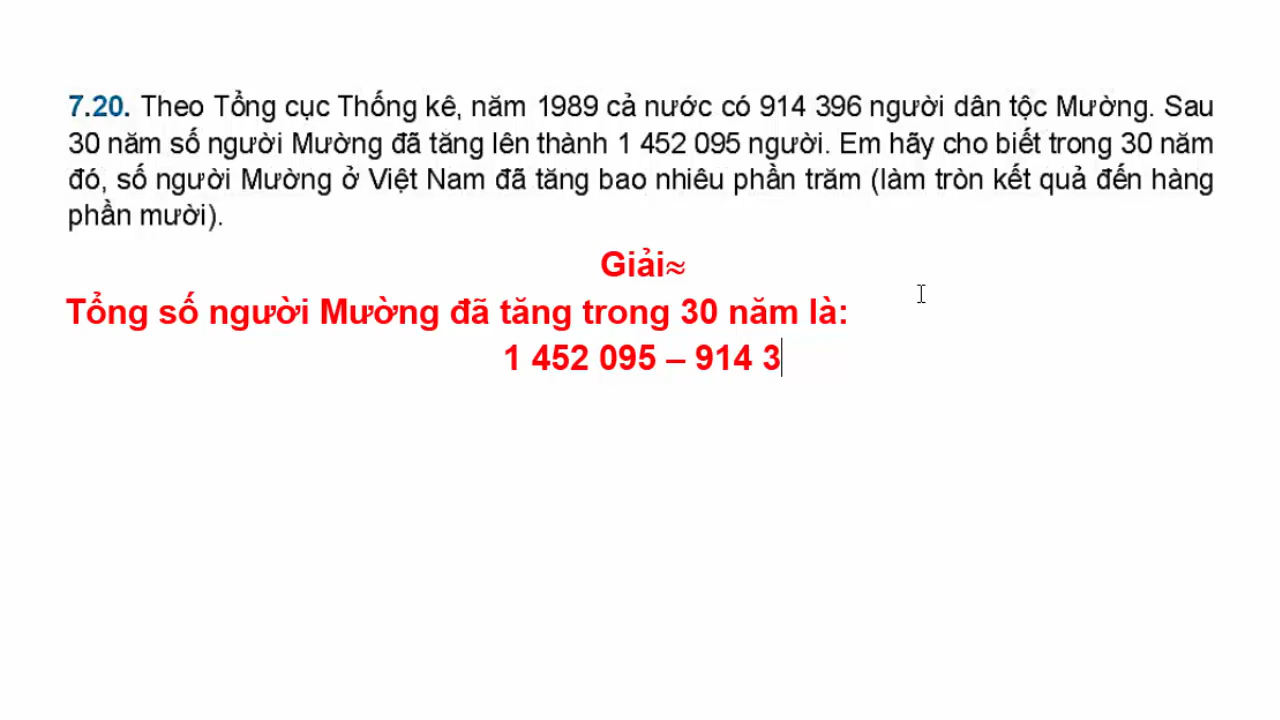 7.20. Theo Tổng cục Thống kê, năm 1989 cả nước có 914 396 người dân tộc Mường. Sau
30 năm số người Mường đã tăng lên thành 1 452 095 người. Em hãy cho biết trong 30 năm
đó, số người Mường ở Việt Nam đã tăng bao nhiêu phần trăm (làm tròn kết quả đến hàng
phần mười).
Giải≈
Tổng số người Mường đã tăng trong 30 năm là:
1 452 095 – 914 3